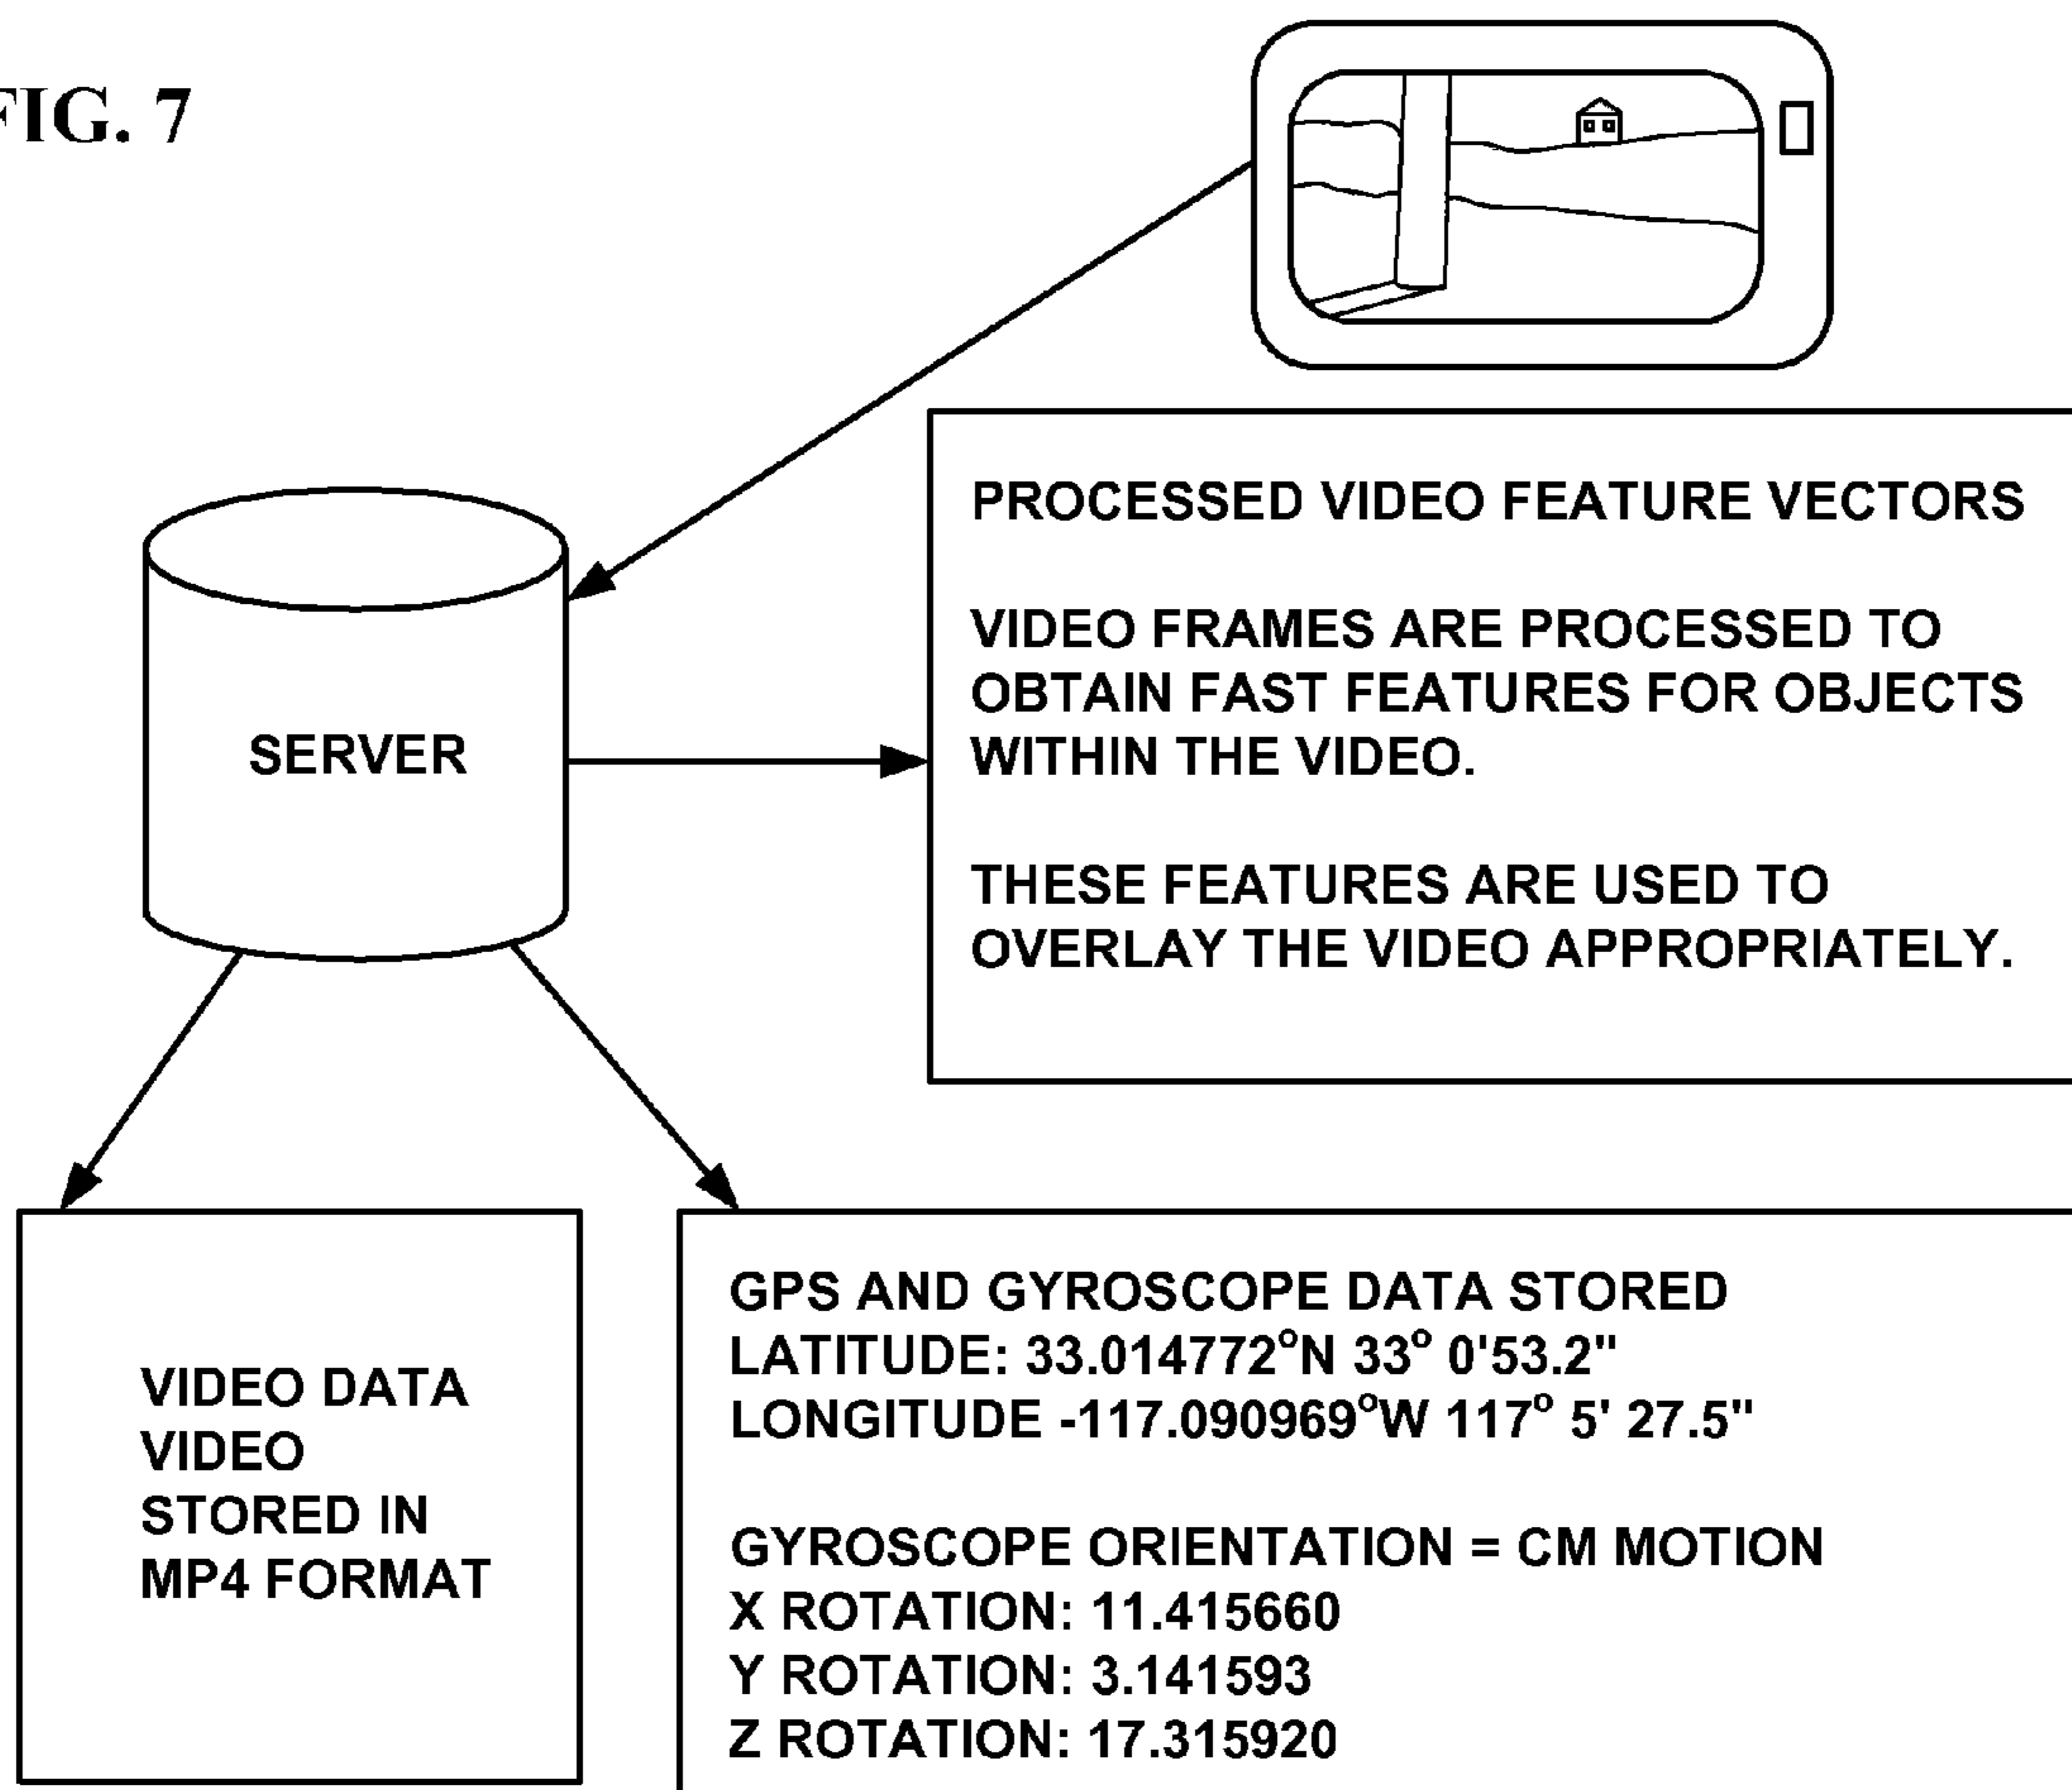 FIG. 7
PROCESSED VIDEO FEATURE VECTORS
VIDEO FRAMES ARE PROCESSED TO
OBTAIN FAST FEATURES FOR OBJECTS
WITHIN THE VIDEO.
THESE FEATURES ARE USED TO
OVERLAY THE VIDEO APPROPRIATELY.
SERVER
VIDEO DATA
VIDEO
STORED IN
MP4 FORMAT
GPS AND GYROSCOPE DATA STORED
LATITUDE: 33.014772°N 33° 0'53.2"
LONGITUDE -117.090969°W 117° 5' 27.5"
GYROSCOPE ORIENTATION = CM MOTION
X ROTATION: 11.415660
Y ROTATION: 3.141593
Z ROTATION: 17.315920